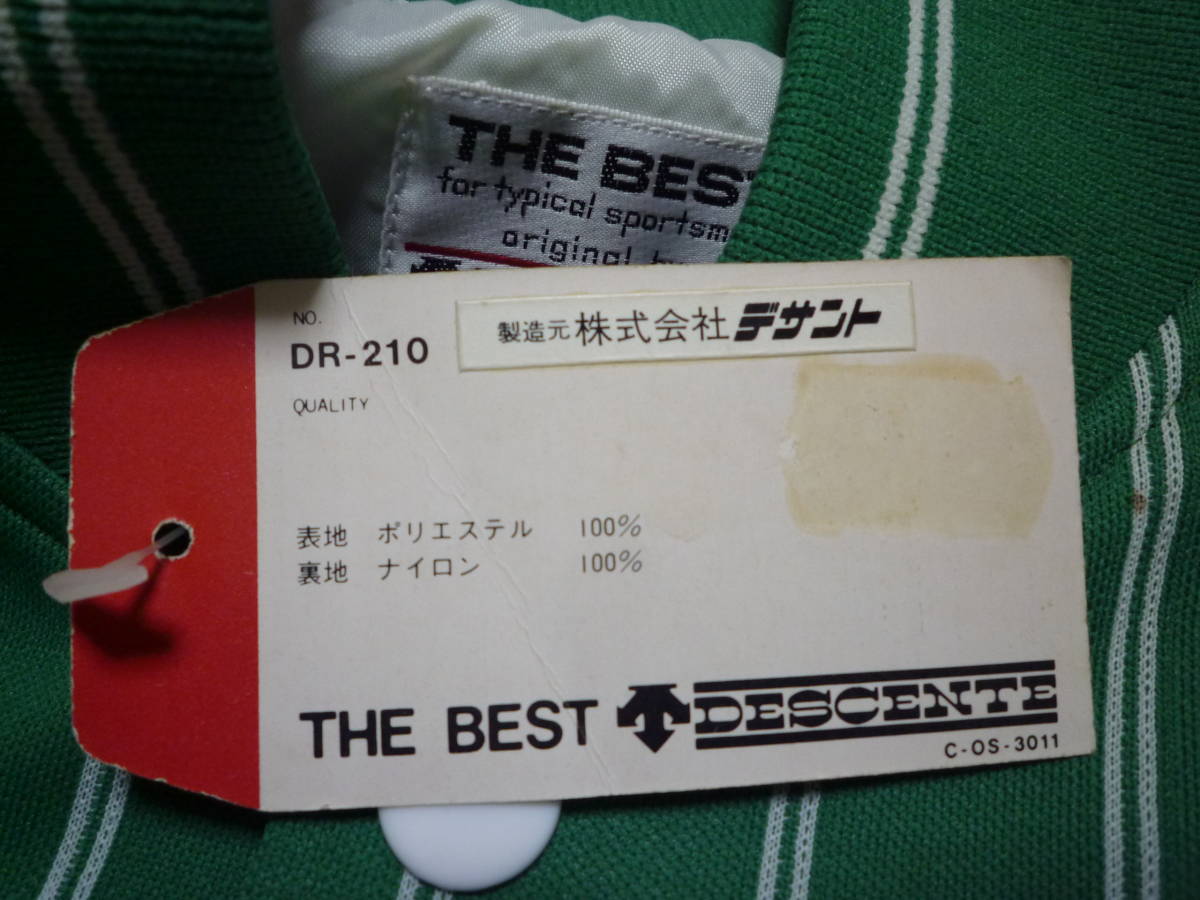 THE BES
for typical sportsm
original
NO.
DR-210
製造元 株式会社 デサント
QUALITY
表地 ポリエステル 100%
裏地 ナイロン 100%
THE BEST DESCENTE
C-OS-3011